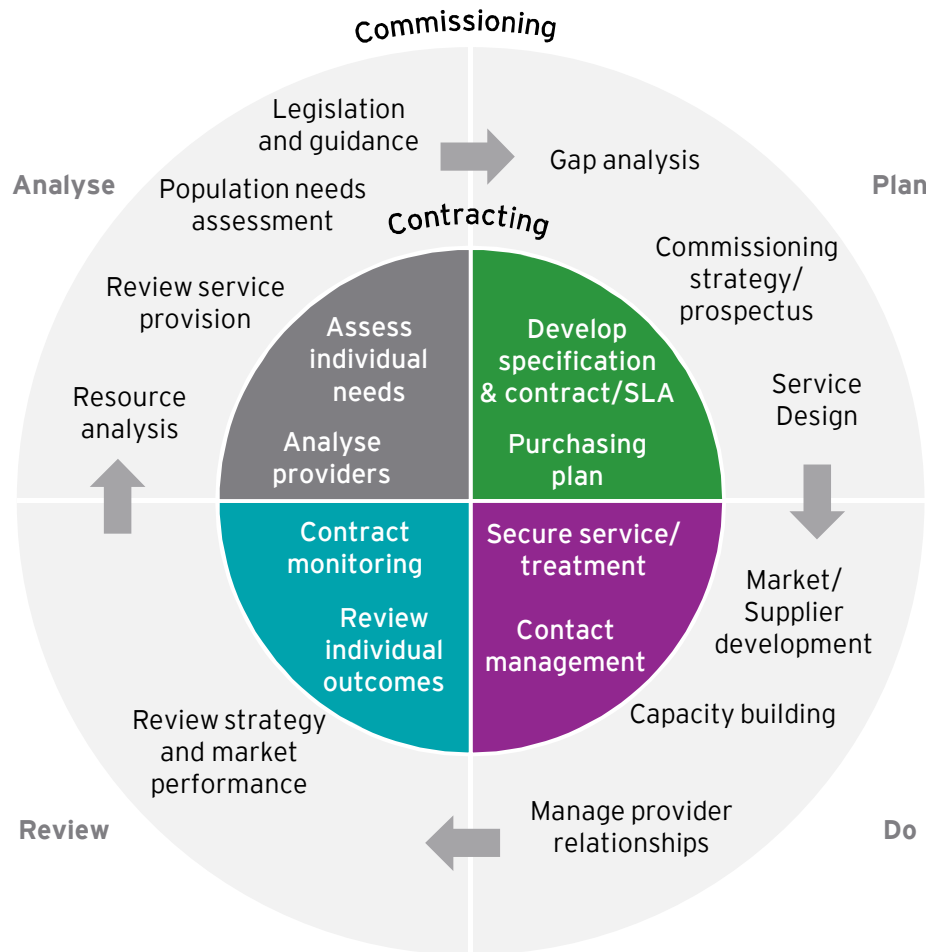 Commissioning
Analyse
Legislation
and guidance
Population needs
assessment
Review service
provision
Resource
analysis
Plan
Gap analysis
Commissioning
strategy/
prospectus
Service
Design
Contracting
Assess
individual
needs
Analyse
providers
Develop
specification
& contract/SLA
Purchasing
plan
Contract
monitoring
Review
individual
outcomes
Secure service/
treatment
Contact
management
Market/
Supplier
development
Capacity building
Manage provider
relationships
Do
Review strategy
and market
performance
Review